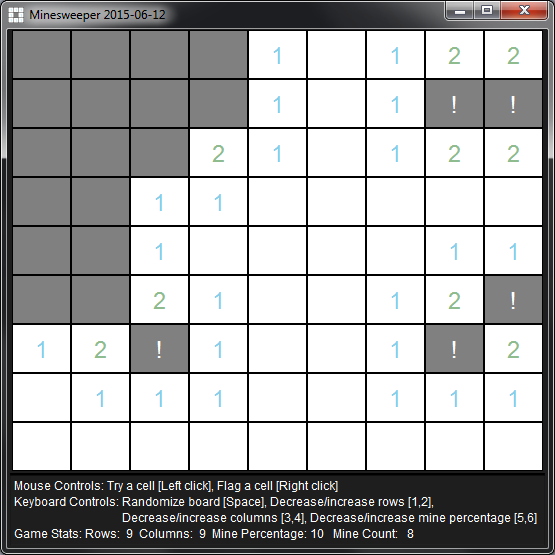 Minesweeper 2015-06-12
1 1 2 2
1 1 ! !
2 1 1 2 2
1 1
1 1 1
2 1 1 2 !
1 2 ! 1 1 ! 2
1 1 1 1 1 1
Mouse Controls: Try a cell [Left click], Flag a cell [Right click]
Keyboard Controls: Randomize board [Space], Decrease/increase rows [1,2],
Decrease/increase columns [3,4], Decrease/increase mine percentage [5,6]
Game Stats: Rows: 9 Columns: 9 Mine Percentage: 10 Mine Count: 8